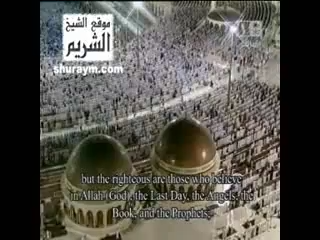 موقع الشيخ
الشريم
shuraym.com
but the righteous are those who believe
in Allah (God), the Last Day, the Angels, the
Book, and the Prophets;